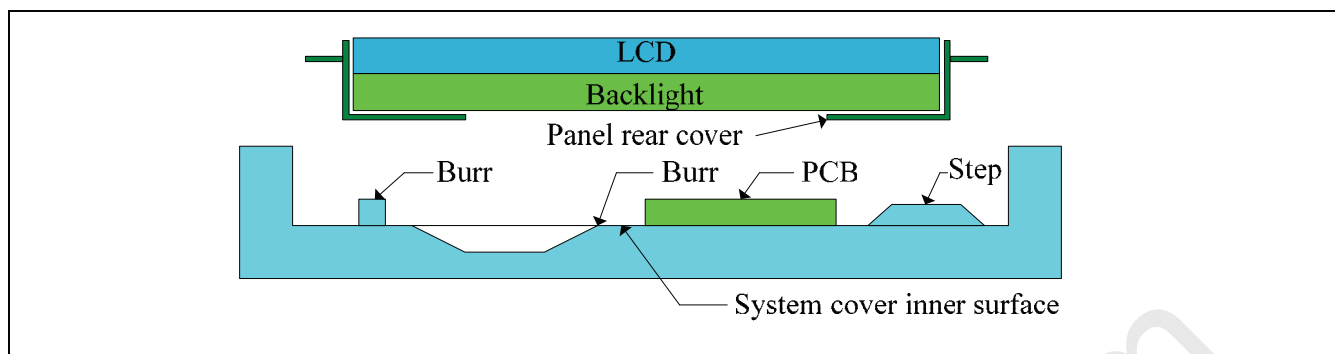 LCD
Backlight
Panel rear cover
Burr
Burr
PCB
Step
System cover inner surface